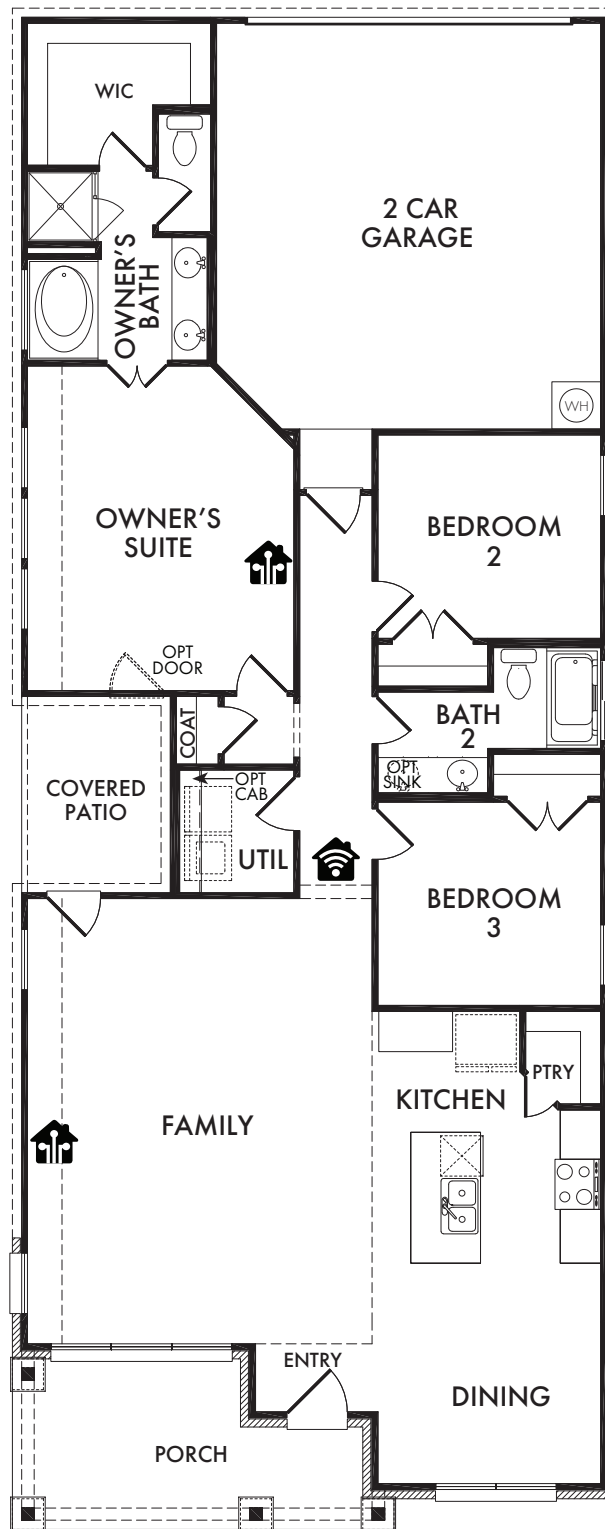 WIC
2 CAR
GARAGE
OWNER'S
BATH
WH
OWNER'S
SUITE
BEDROOM
2
OPT
DOOR
COAT
BATH
2
OPT
SINK
COVERED
PATIO
OPT
CAB
UTIL
BEDROOM
3
PTRY
KITCHEN
FAMILY
ENTRY
DINING
PORCH